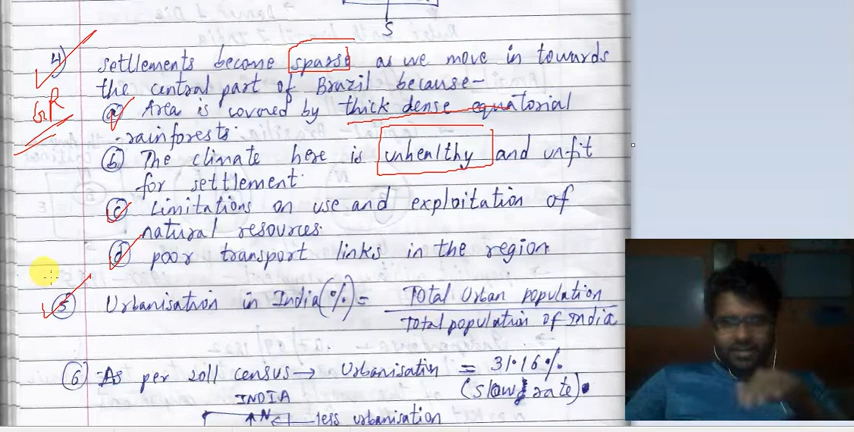 S
4) settlements become sparse as we move in towards
the central part of Brazil because-
GR
(a) Area is covered by thick dense equatorial
rainforests.
(b) The climate here is unhealthy and unfit
for settlement.
(c) Limitations on use and exploitation of
natural resources.
(d) poor transport links in the region
(5) Urbanisation in India (%) = Total Urban population
Total population of India
(6) As per 2011 census → Urbanisation = 31.16%
(slow rate).
INDIA
N less urbanisation